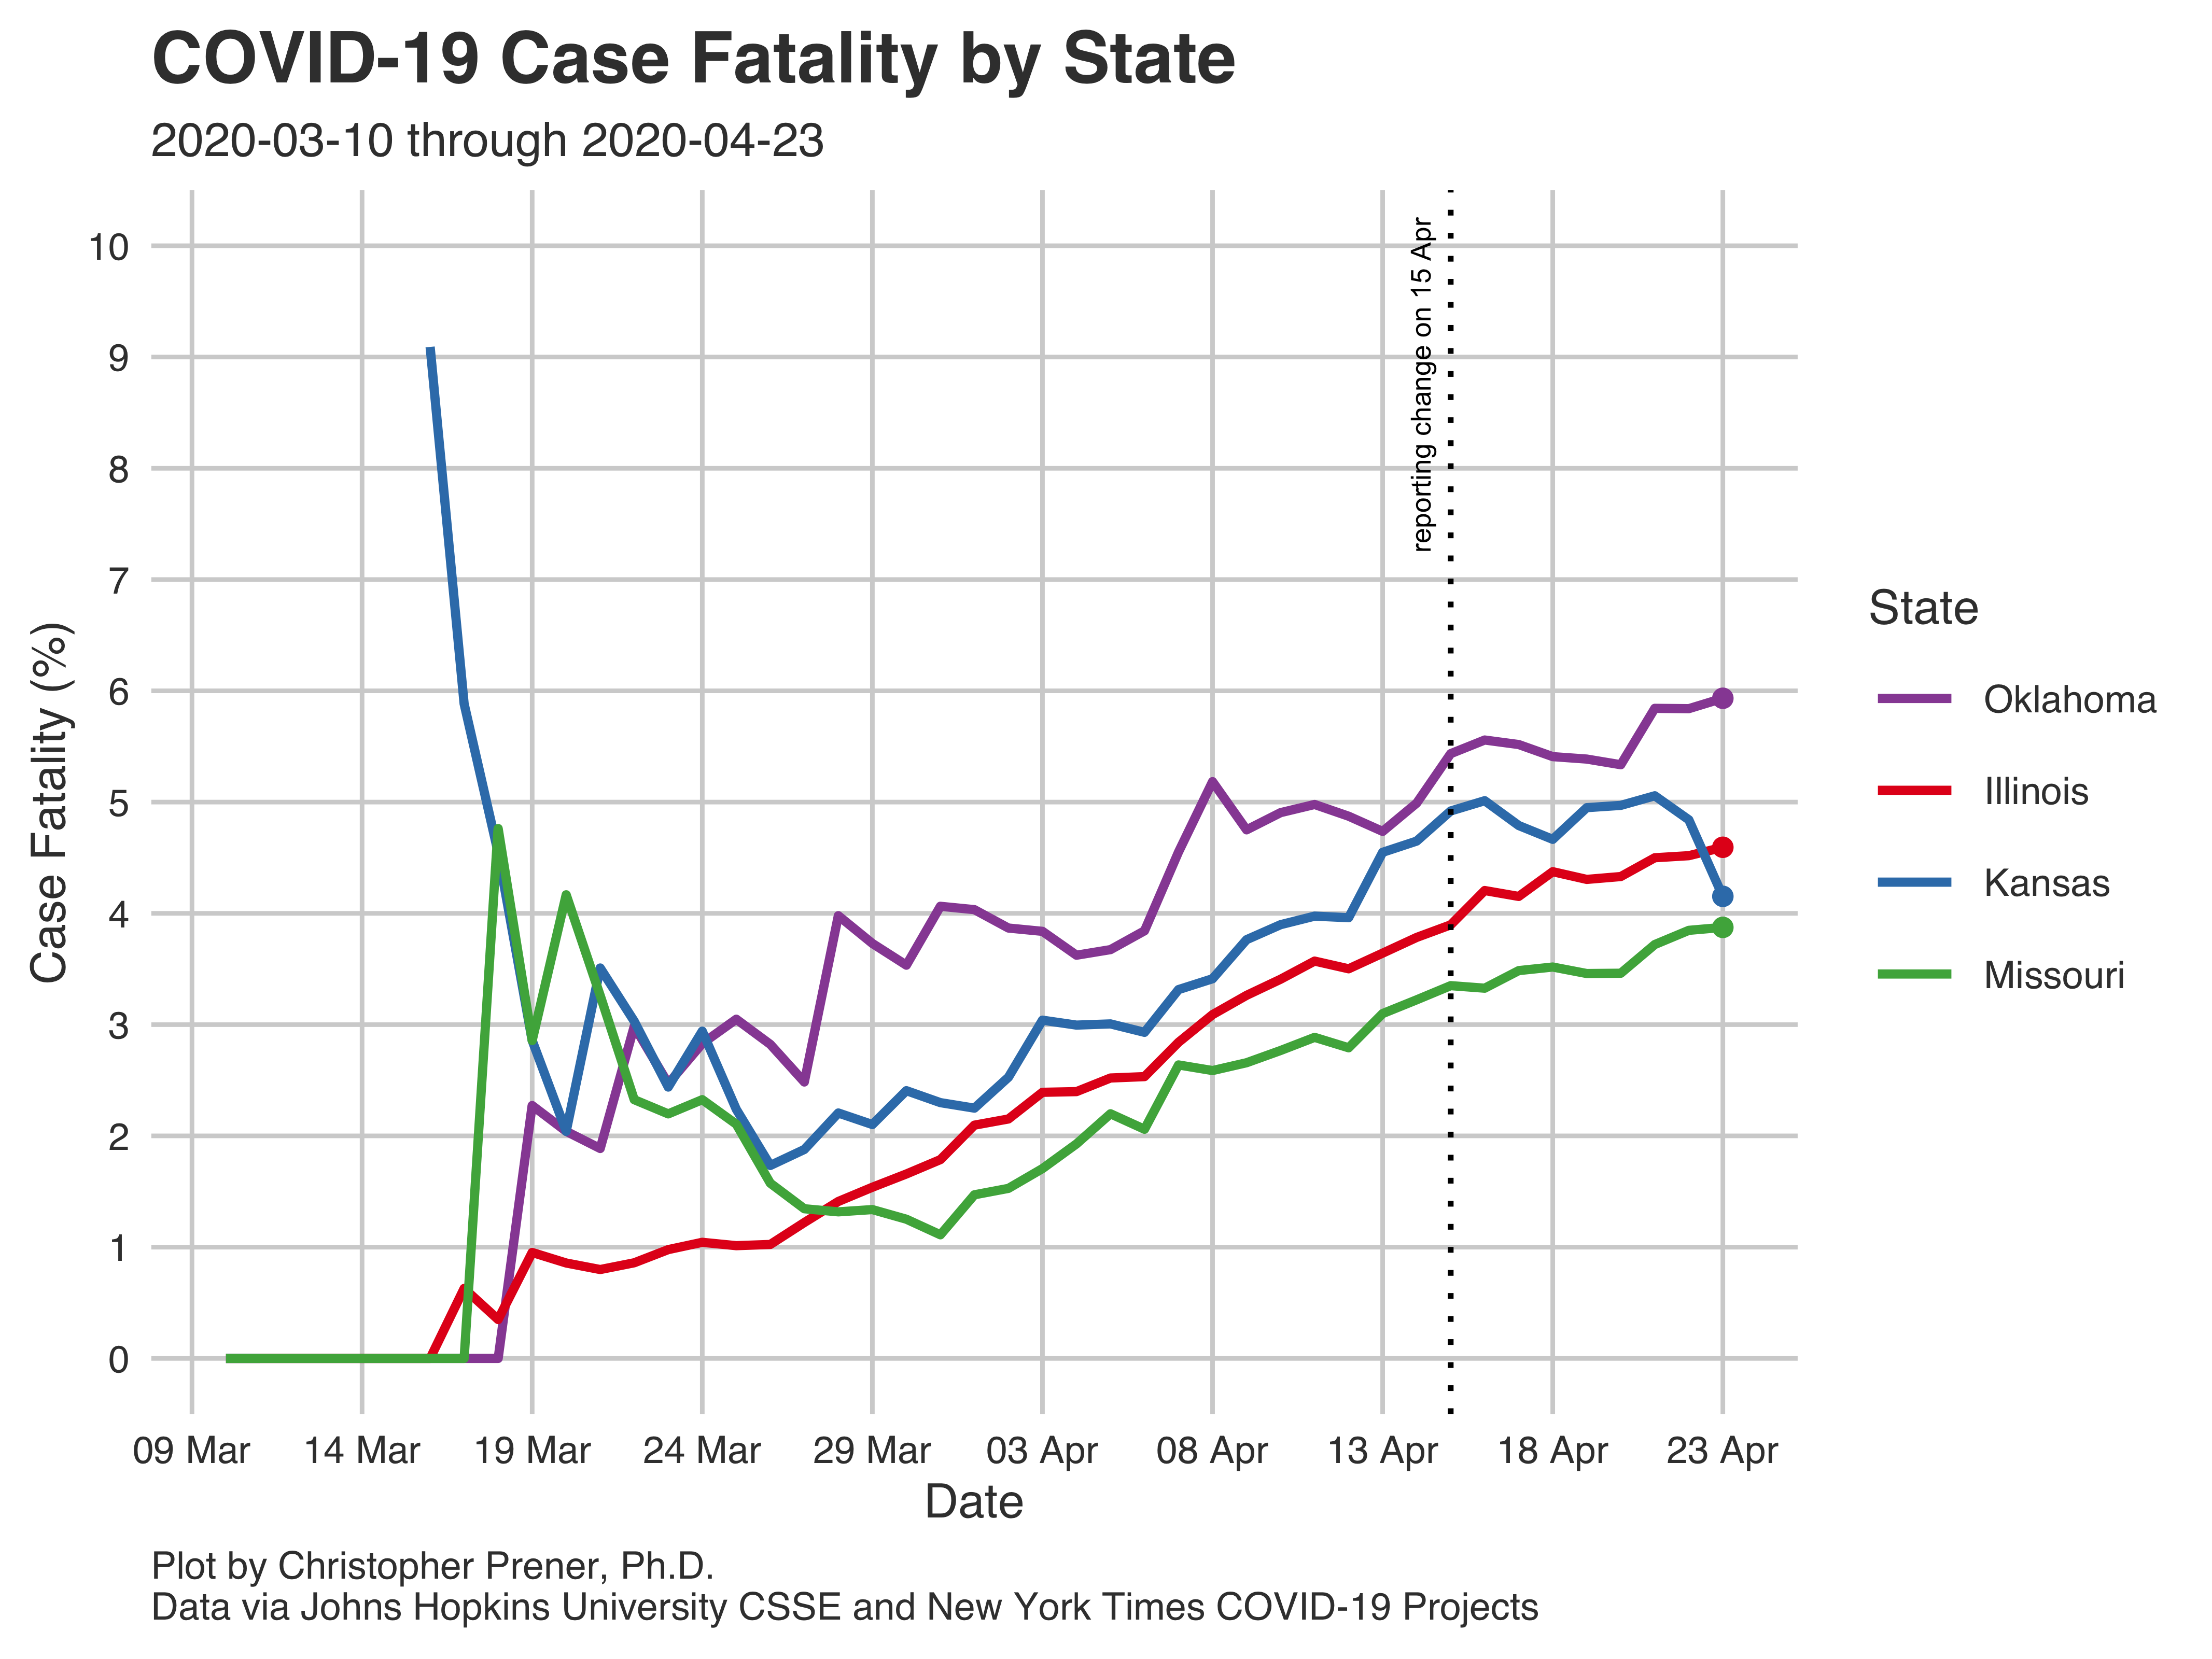 COVID-19 Case Fatality by State
2020-03-10 through 2020-04-23
10
9
8
7
6
5
4
3
2
1
0
Case Fatality (%)
reporting change on 15 Apr
State
Oklahoma
Illinois
Kansas
Missouri
09 Mar 14 Mar 19 Mar 24 Mar 29 Mar 03 Apr 08 Apr 13 Apr 18 Apr 23 Apr
Date
Plot by Christopher Prener, Ph.D.
Data via Johns Hopkins University CSSE and New York Times COVID-19 Projects